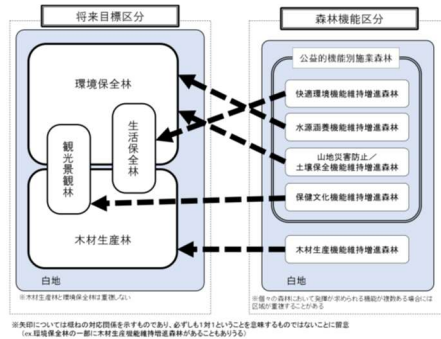 将来目標区分
環境保全林
生活保全林
観光景観林
木材生産林
白地
※木材生産林と環境保全林は重複しない
森林機能区分
公益的機能別施業森林
快適環境機能維持増進森林
水源涵養機能維持増進森林
山地災害防止/
土壌保全機能維持増進森林
保健文化機能維持増進森林
木材生産機能維持増進森林
白地
※個々の森林において発揮が求められる機能が複数ある場合には
区域が重複することがある
※矢印については概ねの対応関係を示すものであり、必ずしも1対1ということを意味するものではないことに留意
(ex.環境保全林の一部に木材生産機能維持増進森林があることもありうる)